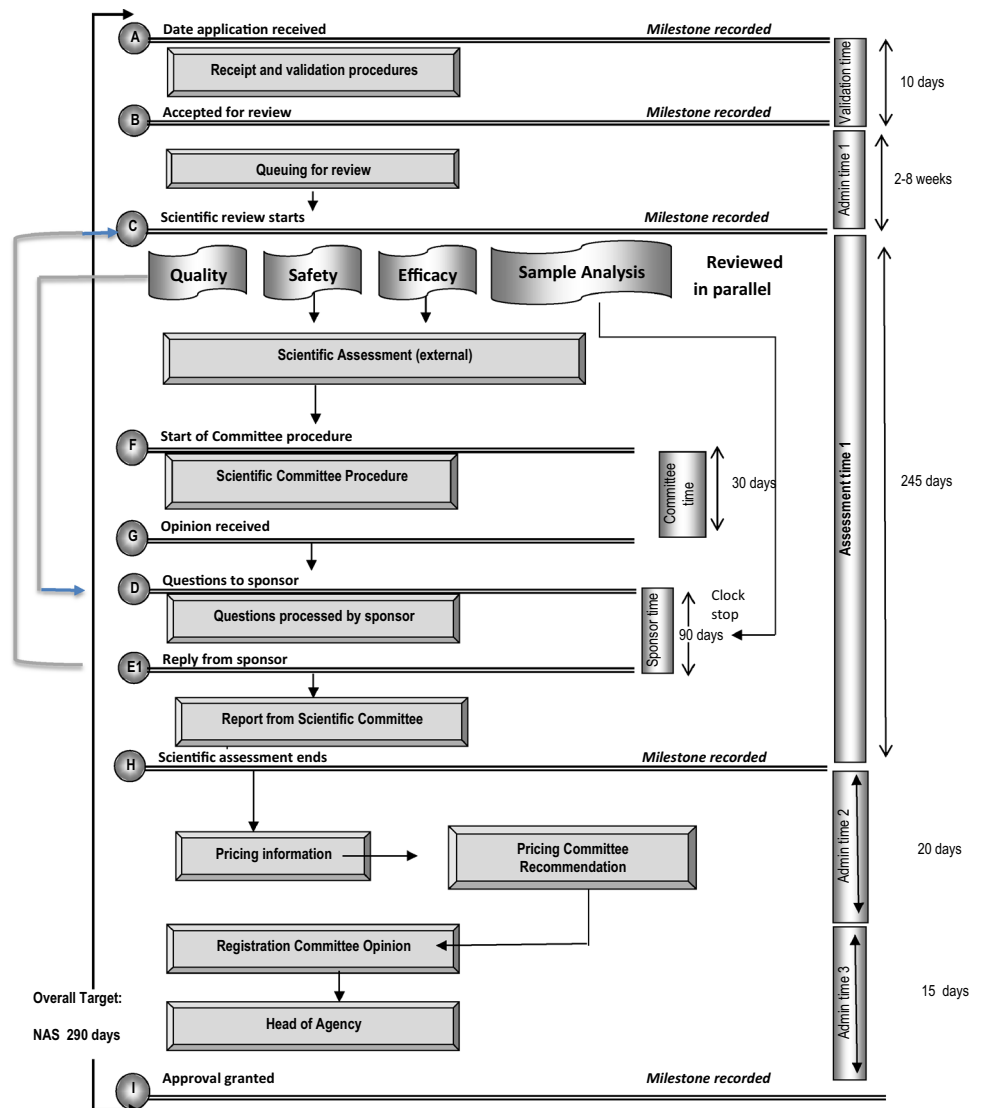 A Date application received Milestone recorded
Receipt and validation procedures
Validation time
10 days
B Accepted for review Milestone recorded
Queuing for review
Admin time 1
2-8 weeks
C Scientific review starts Milestone recorded
Quality Safety Efficacy Sample Analysis
Reviewed
in parallel
Scientific Assessment (external)
F Start of Committee procedure
Scientific Committee Procedure
Committee
time
30 days
Assessment time 1
245 days
G Opinion received
D Questions to sponsor
Questions processed by sponsor
Sponsor time
Clock
stop
90 days
E1 Reply from sponsor
Report from Scientific Committee
H Scientific assessment ends Milestone recorded
Pricing information
Pricing Committee
Recommendation
Admin time 2
20 days
Registration Committee Opinion
Head of Agency
Admin time 3
15 days
Overall Target:
NAS 290 days
I Approval granted Milestone recorded